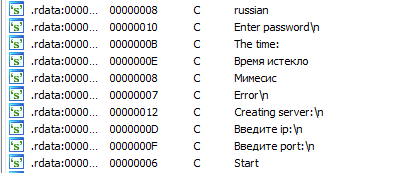 's' .rdata:0000... 00000008 C russian
's' .rdata:0000... 00000010 C Enter password\n
's' .rdata:0000... 0000000B C The time:
's' .rdata:0000... 0000000E C Время истекло
's' .rdata:0000... 00000008 C Мимесис
's' .rdata:0000... 00000007 C Error\n
's' .rdata:0000... 00000012 C Creating server:\n
's' .rdata:0000... 0000000D C Введите ip:\n
's' .rdata:0000... 0000000F C Введите port:\n
's' .rdata:0000... 00000006 C Start